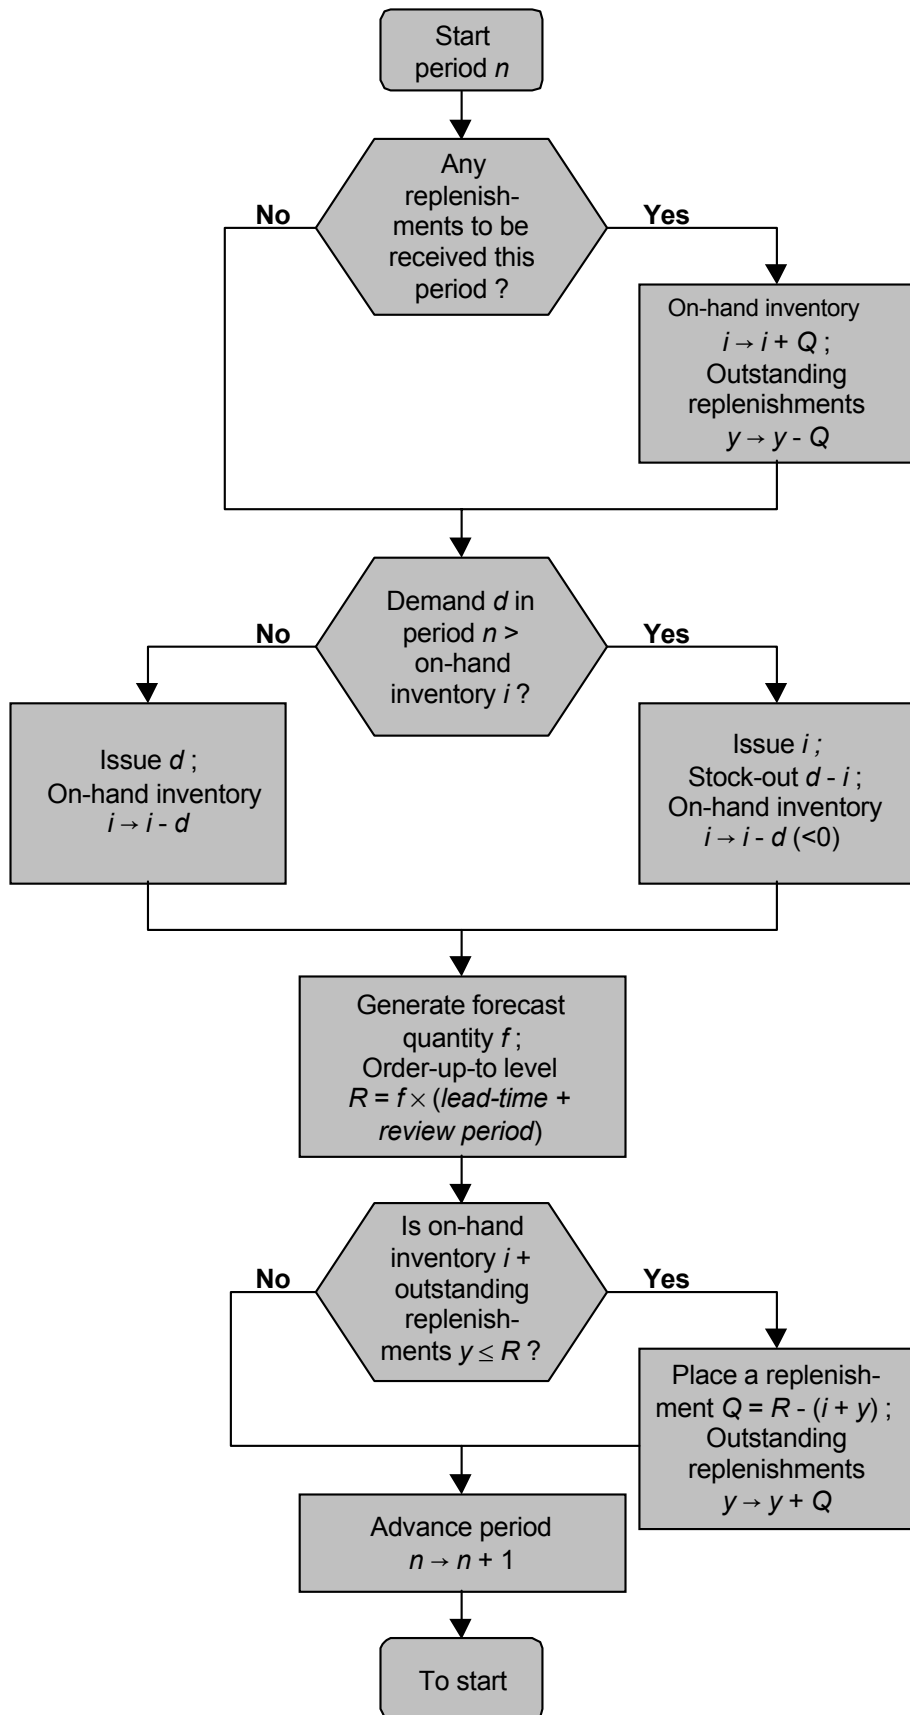 Start
period n
Any
replenish-
ments to be
received this
period ?
No
Yes
On-hand inventory
i → i + Q ;
Outstanding
replenishments
y → y - Q
Demand d in
period n >
on-hand
inventory i ?
No
Yes
Issue d ;
On-hand inventory
i → i - d
Issue i ;
Stock-out d - i ;
On-hand inventory
i → i - d (<0)
Generate forecast
quantity f ;
Order-up-to level
R = f × (lead-time +
review period)
Is on-hand
inventory i +
outstanding
replenish-
ments y ≤ R ?
No
Yes
Place a replenish-
ment Q = R - (i + y) ;
Outstanding
replenishments
y → y + Q
Advance period
n → n + 1
To start